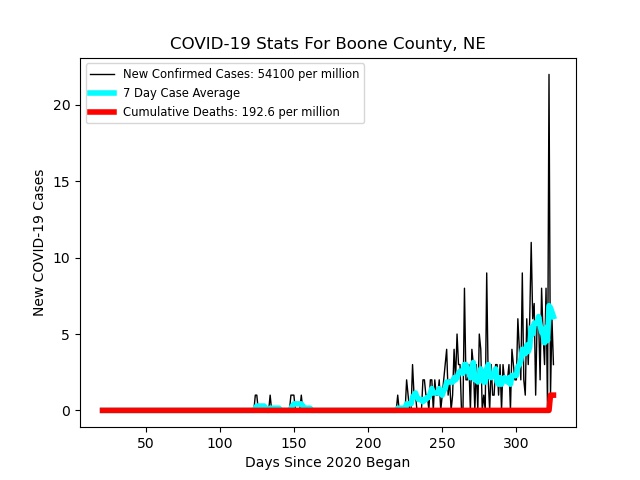 COVID-19 Stats For Boone County, NE
New Confirmed Cases: 54100 per million
7 Day Case Average
Cumulative Deaths: 192.6 per million
New COVID-19 Cases
20
15
10
5
0
50 100 150 200 250 300
Days Since 2020 Began